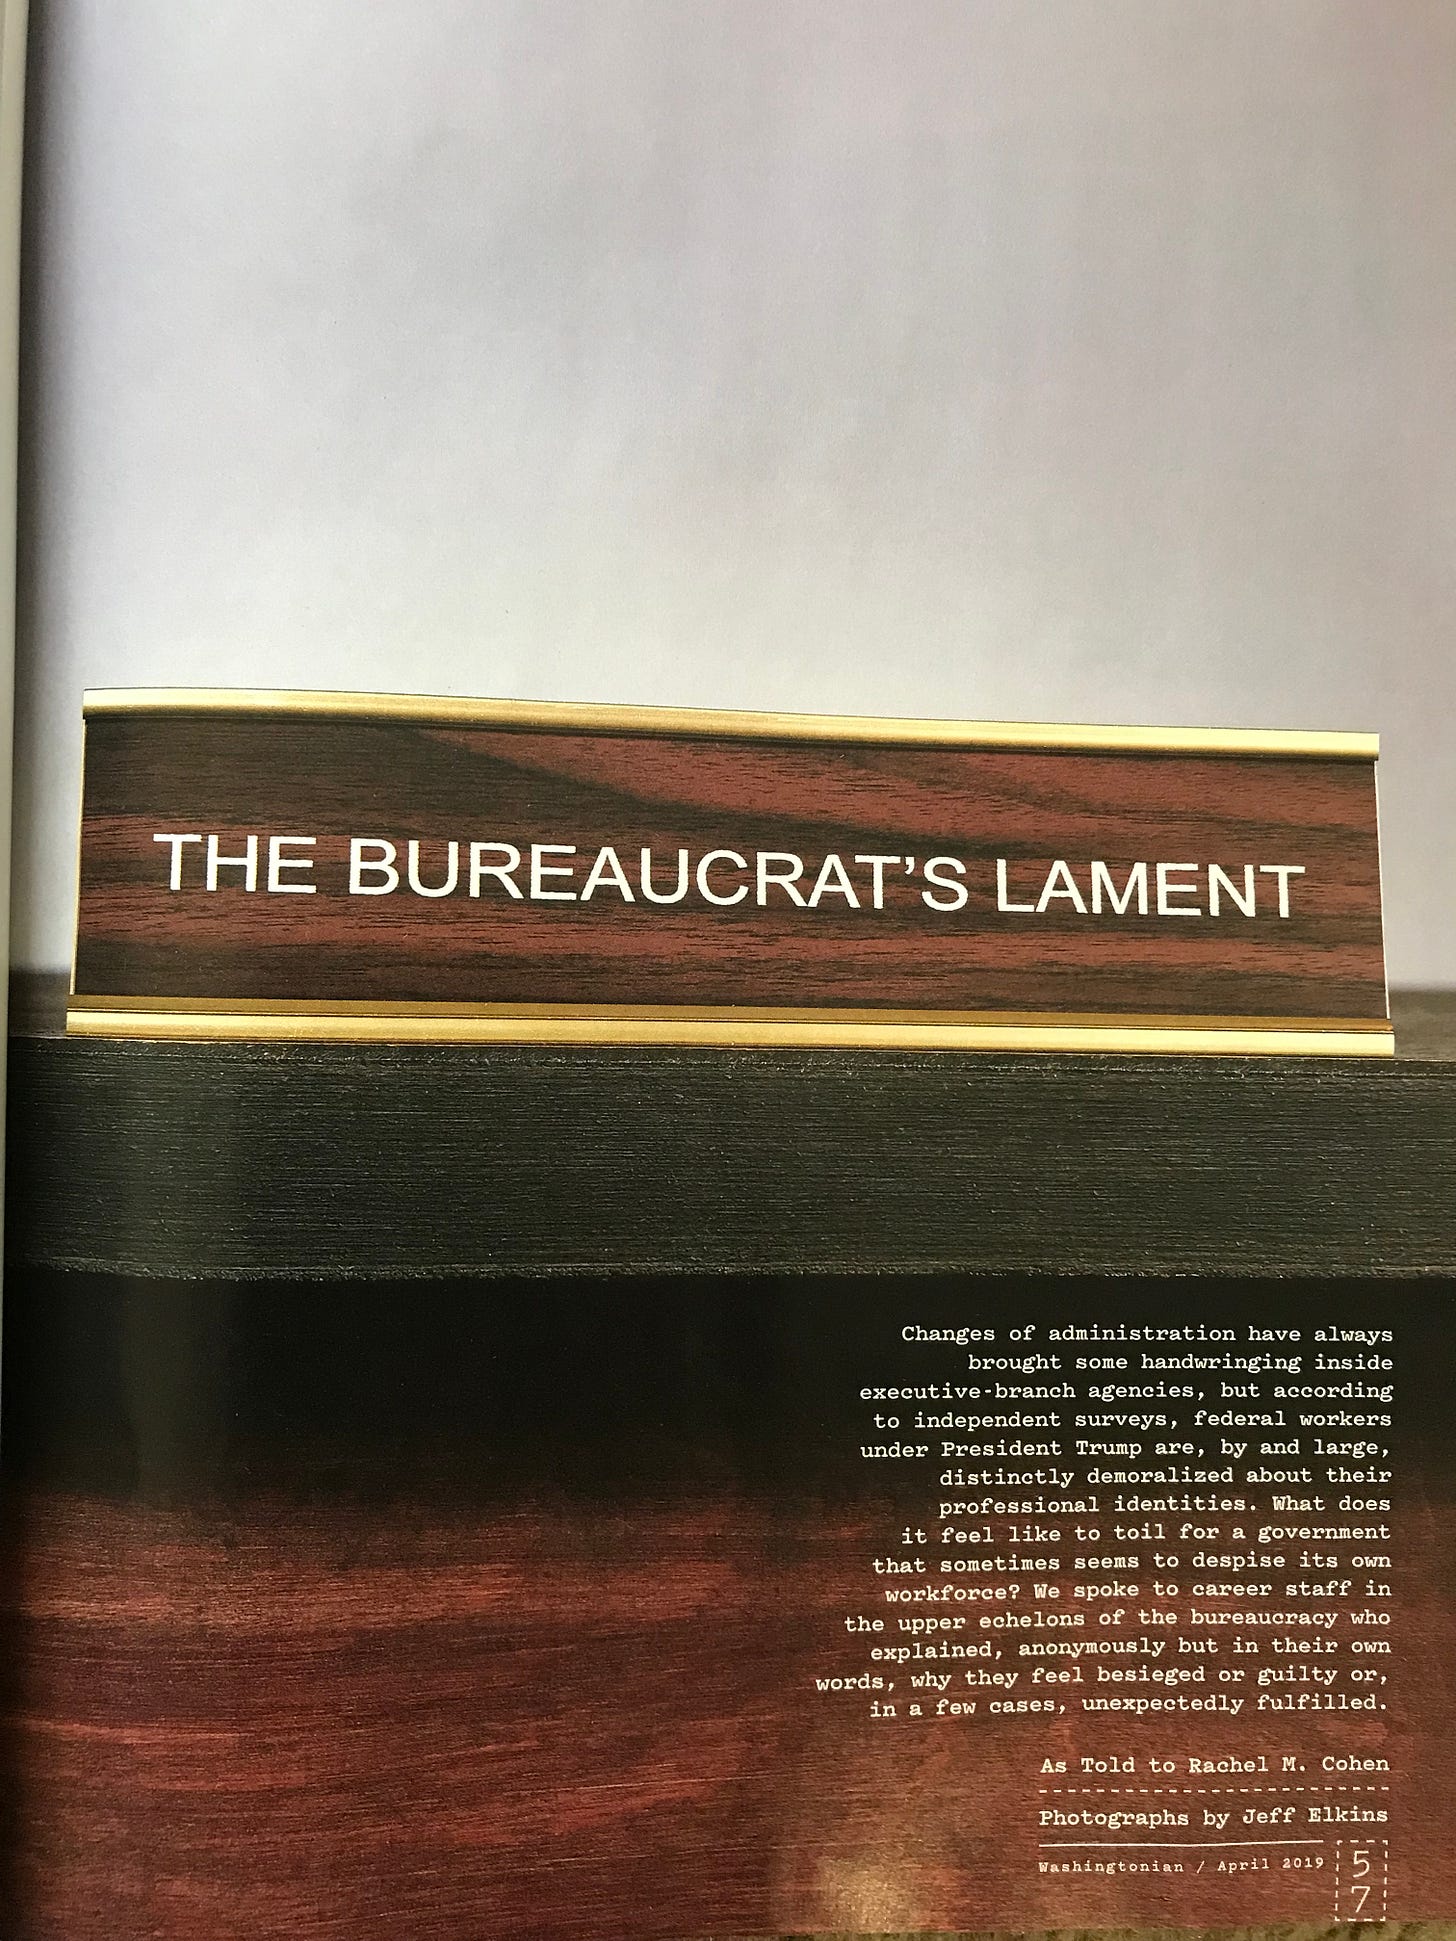 THE BUREAUCRAT'S LAMENT
Changes of administration have always
brought some handwringing inside
executive-branch agencies, but according
to independent surveys, federal workers
under President Trump are, by and large,
distinctly demoralized about their
professional identities. What does
it feel like to toil for a government
that sometimes seems to despise its own
workforce? We spoke to career staff in
the upper echelons of the bureaucracy who
explained, anonymously but in their own
words, why they feel besieged or guilty or,
in a few cases, unexpectedly fulfilled.
As Told to Rachel M. Cohen
Photographs by Jeff Elkins
Washingtonian / April 2019
5
7